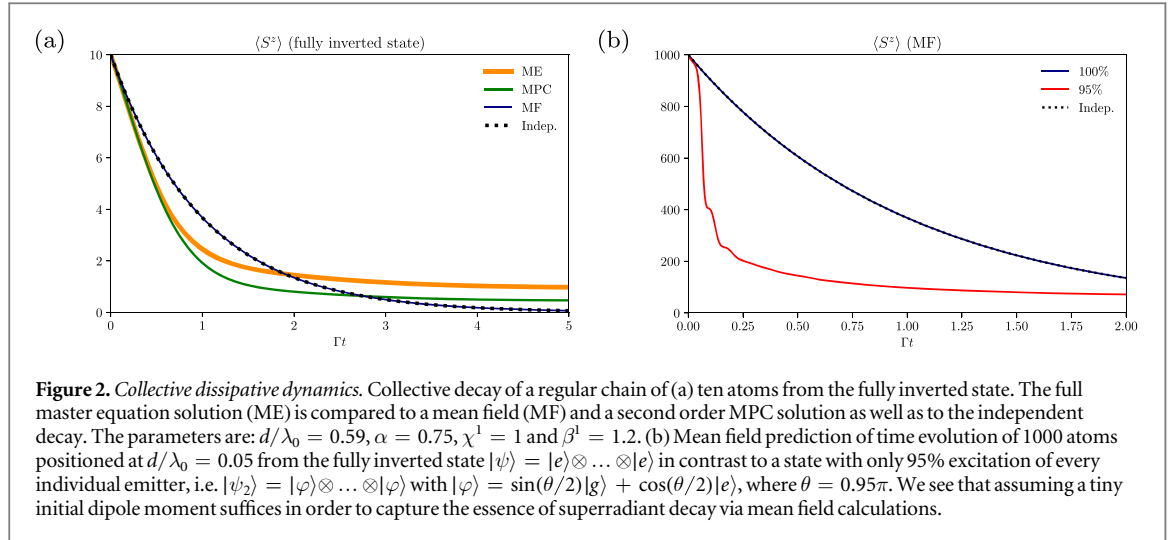 (a)
⟨S^z⟩ (fully inverted state)
10
8
6
4
2
0
0 1 2 3 4 5
Γt
ME
MPC
MF
Indep.
(b)
⟨S^z⟩ (MF)
1000
800
600
400
200
0
0.00 0.25 0.50 0.75 1.00 1.25 1.50 1.75 2.00
Γt
100%
95%
Indep.
Figure 2. Collective dissipative dynamics. Collective decay of a regular chain of (a) ten atoms from the fully inverted state. The full
master equation solution (ME) is compared to a mean field (MF) and a second order MPC solution as well as to the independent
decay. The parameters are: d/λ₀ = 0.59, α = 0.75, χ¹ = 1 and β¹ = 1.2. (b) Mean field prediction of time evolution of 1000 atoms
positioned at d/λ₀ = 0.05 from the fully inverted state |ψ⟩ = |e⟩⊗ … ⊗|e⟩ in contrast to a state with only 95% excitation of every
individual emitter, i.e. |ψ₂⟩ = |φ⟩⊗ … ⊗|φ⟩ with |φ⟩ = sin(θ/2)|g⟩ + cos(θ/2)|e⟩, where θ = 0.95π. We see that assuming a tiny
initial dipole moment suffices in order to capture the essence of superradiant decay via mean field calculations.